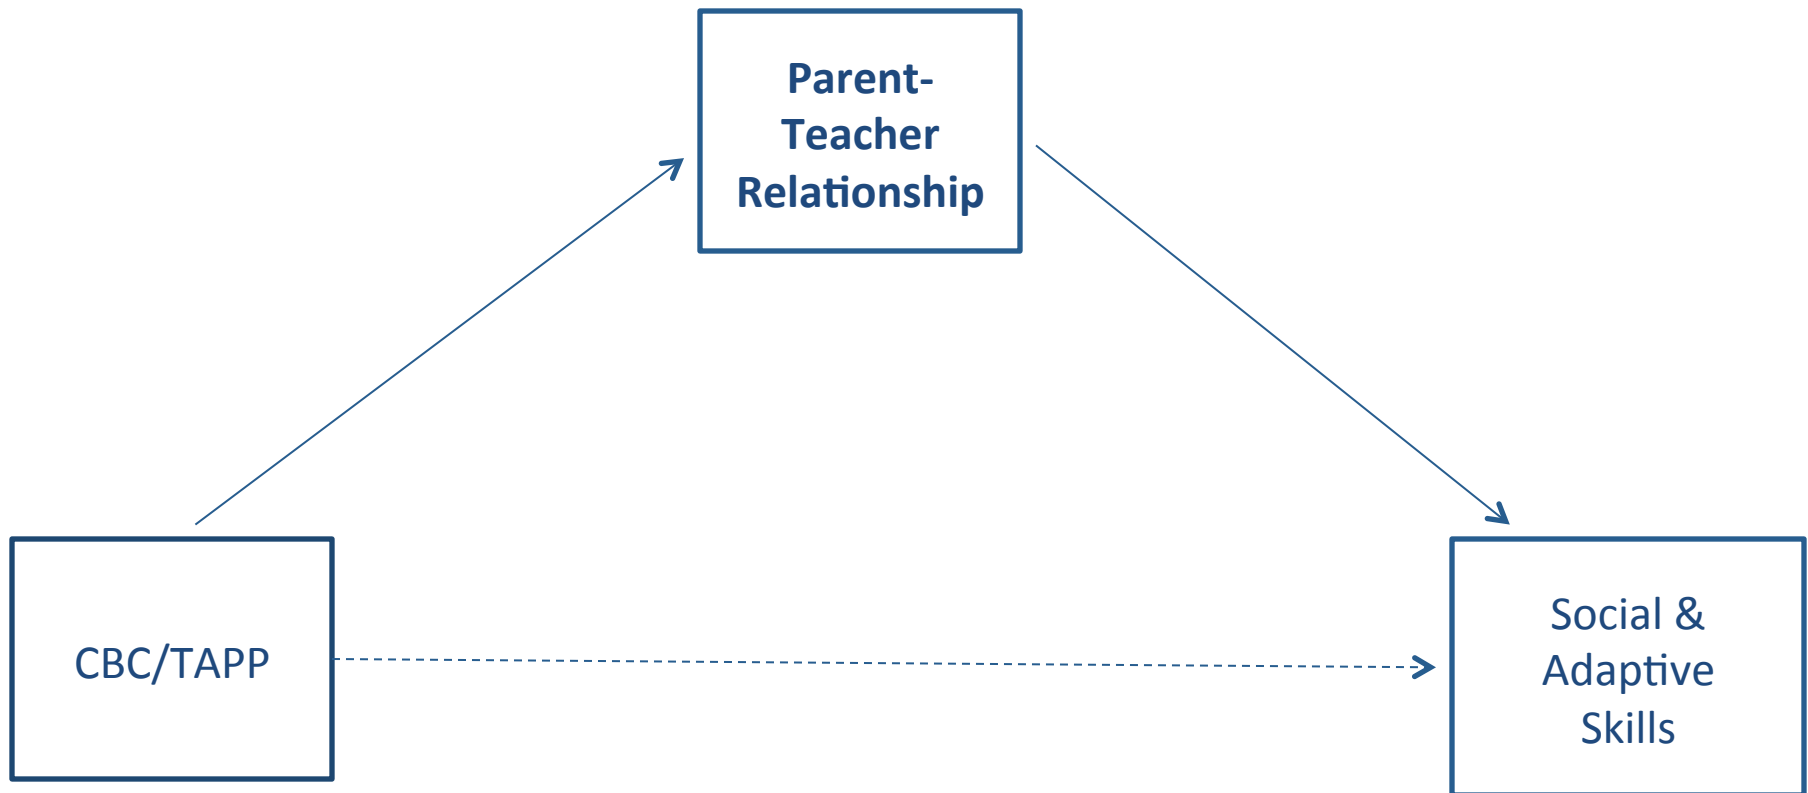 Parent-
Teacher
Relationship
CBC/TAPP
Social &
Adaptive
Skills